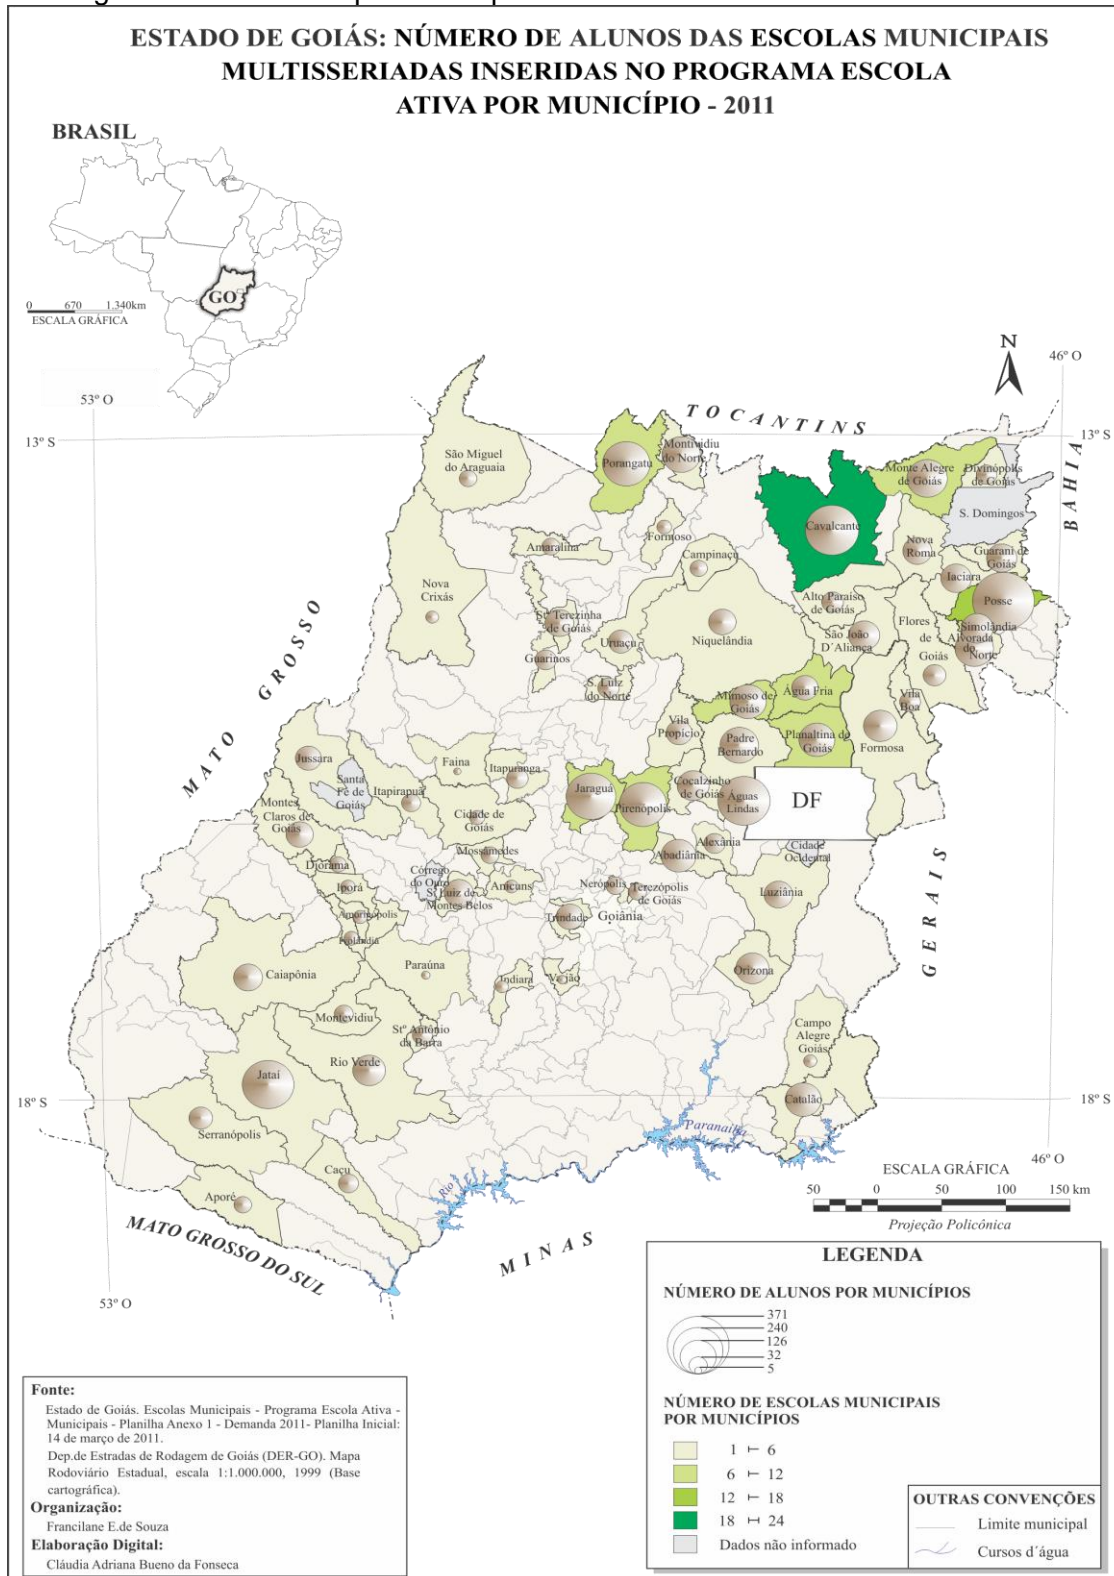 ESTADO DE GOIÁS: NÚMERO DE ALUNOS DAS ESCOLAS MUNICIPAIS
MULTISSERIADAS INSERIDAS NO PROGRAMA ESCOLA
ATIVA POR MUNICÍPIO - 2011
BRASIL
GO
0 670 1.340km
ESCALA GRÁFICA
N
53° O
46° O
13° S
13° S
TOCANTINS
BAHIA
MATO GROSSO
GERAIS
MINAS
MATO GROSSO DO SUL
São Miguel
do Araguaia
Porangatu
Montividiu
do Norte
Monte Alegre
de Goiás
Divinópolis
de Goiás
S. Domingos
Cavalcante
Formoso
Amaralina
Campinaçu
Nova
Roma
Guarani de
Goiás
Iaciara
Posse
Nova
Crixás
Alto Paraíso
de Goiás
Flores
de
Goiás
Simolândia
Alvorada
do
Norte
Stª Terezinha
de Goiás
Niquelândia
São João
D´Aliança
Uruaçu
Guarinos
S. Luiz
do Norte
Mimoso de
Goiás
Água Fria
Vila
Boa
Vila
Propício
Padre
Bernardo
Planaltina de
Goiás
Formosa
Jussara
Faina
Itapuranga
Santa
Fé de
Goiás
Itapirapuã
Jaraguá
Pirenópolis
Cocalzinho
de Goiás
Águas
Lindas
DF
Montes
Claros de
Goiás
Cidade de
Goiás
Mossâmedes
Abadiânia
Alexânia
Cidade
Ocidental
Diorama
Córrego
do Ouro
S. Luiz de
Montes Belos
Anicuns
Nerópolis
Terezópolis
de Goiás
Luziânia
Iporá
Amorinópolis
Trindade
Goiânia
Caiapônia
Paraúna
Indiara
Varjão
Orizona
Montevidiu
Stº Antônio
da Barra
Campo
Alegre
Goiás
Jataí
Rio Verde
Catalão
18° S
18° S
Serranópolis
Caçu
Aporé
Rio
Paranaíba
53° O
46° O
ESCALA GRÁFICA
50 0 50 100 150 km
Projeção Policónica
LEGENDA
NÚMERO DE ALUNOS POR MUNICÍPIOS
371
240
126
32
5
NÚMERO DE ESCOLAS MUNICIPAIS
POR MUNICÍPIOS
1 ⊢ 6
6 ⊢ 12
12 ⊢ 18
18 ⊢⊣ 24
Dados não informado
OUTRAS CONVENÇÕES
Limite municipal
Cursos d´água
Fonte:
Estado de Goiás. Escolas Municipais - Programa Escola Ativa -
Municipais - Planilha Anexo 1 - Demanda 2011- Planilha Inicial:
14 de março de 2011.
Dep.de Estradas de Rodagem de Goiás (DER-GO). Mapa
Rodoviário Estadual, escala 1:1.000.000, 1999 (Base
cartográfica).
Organização:
Francilane E.de Souza
Elaboração Digital:
Cláudia Adriana Bueno da Fonseca